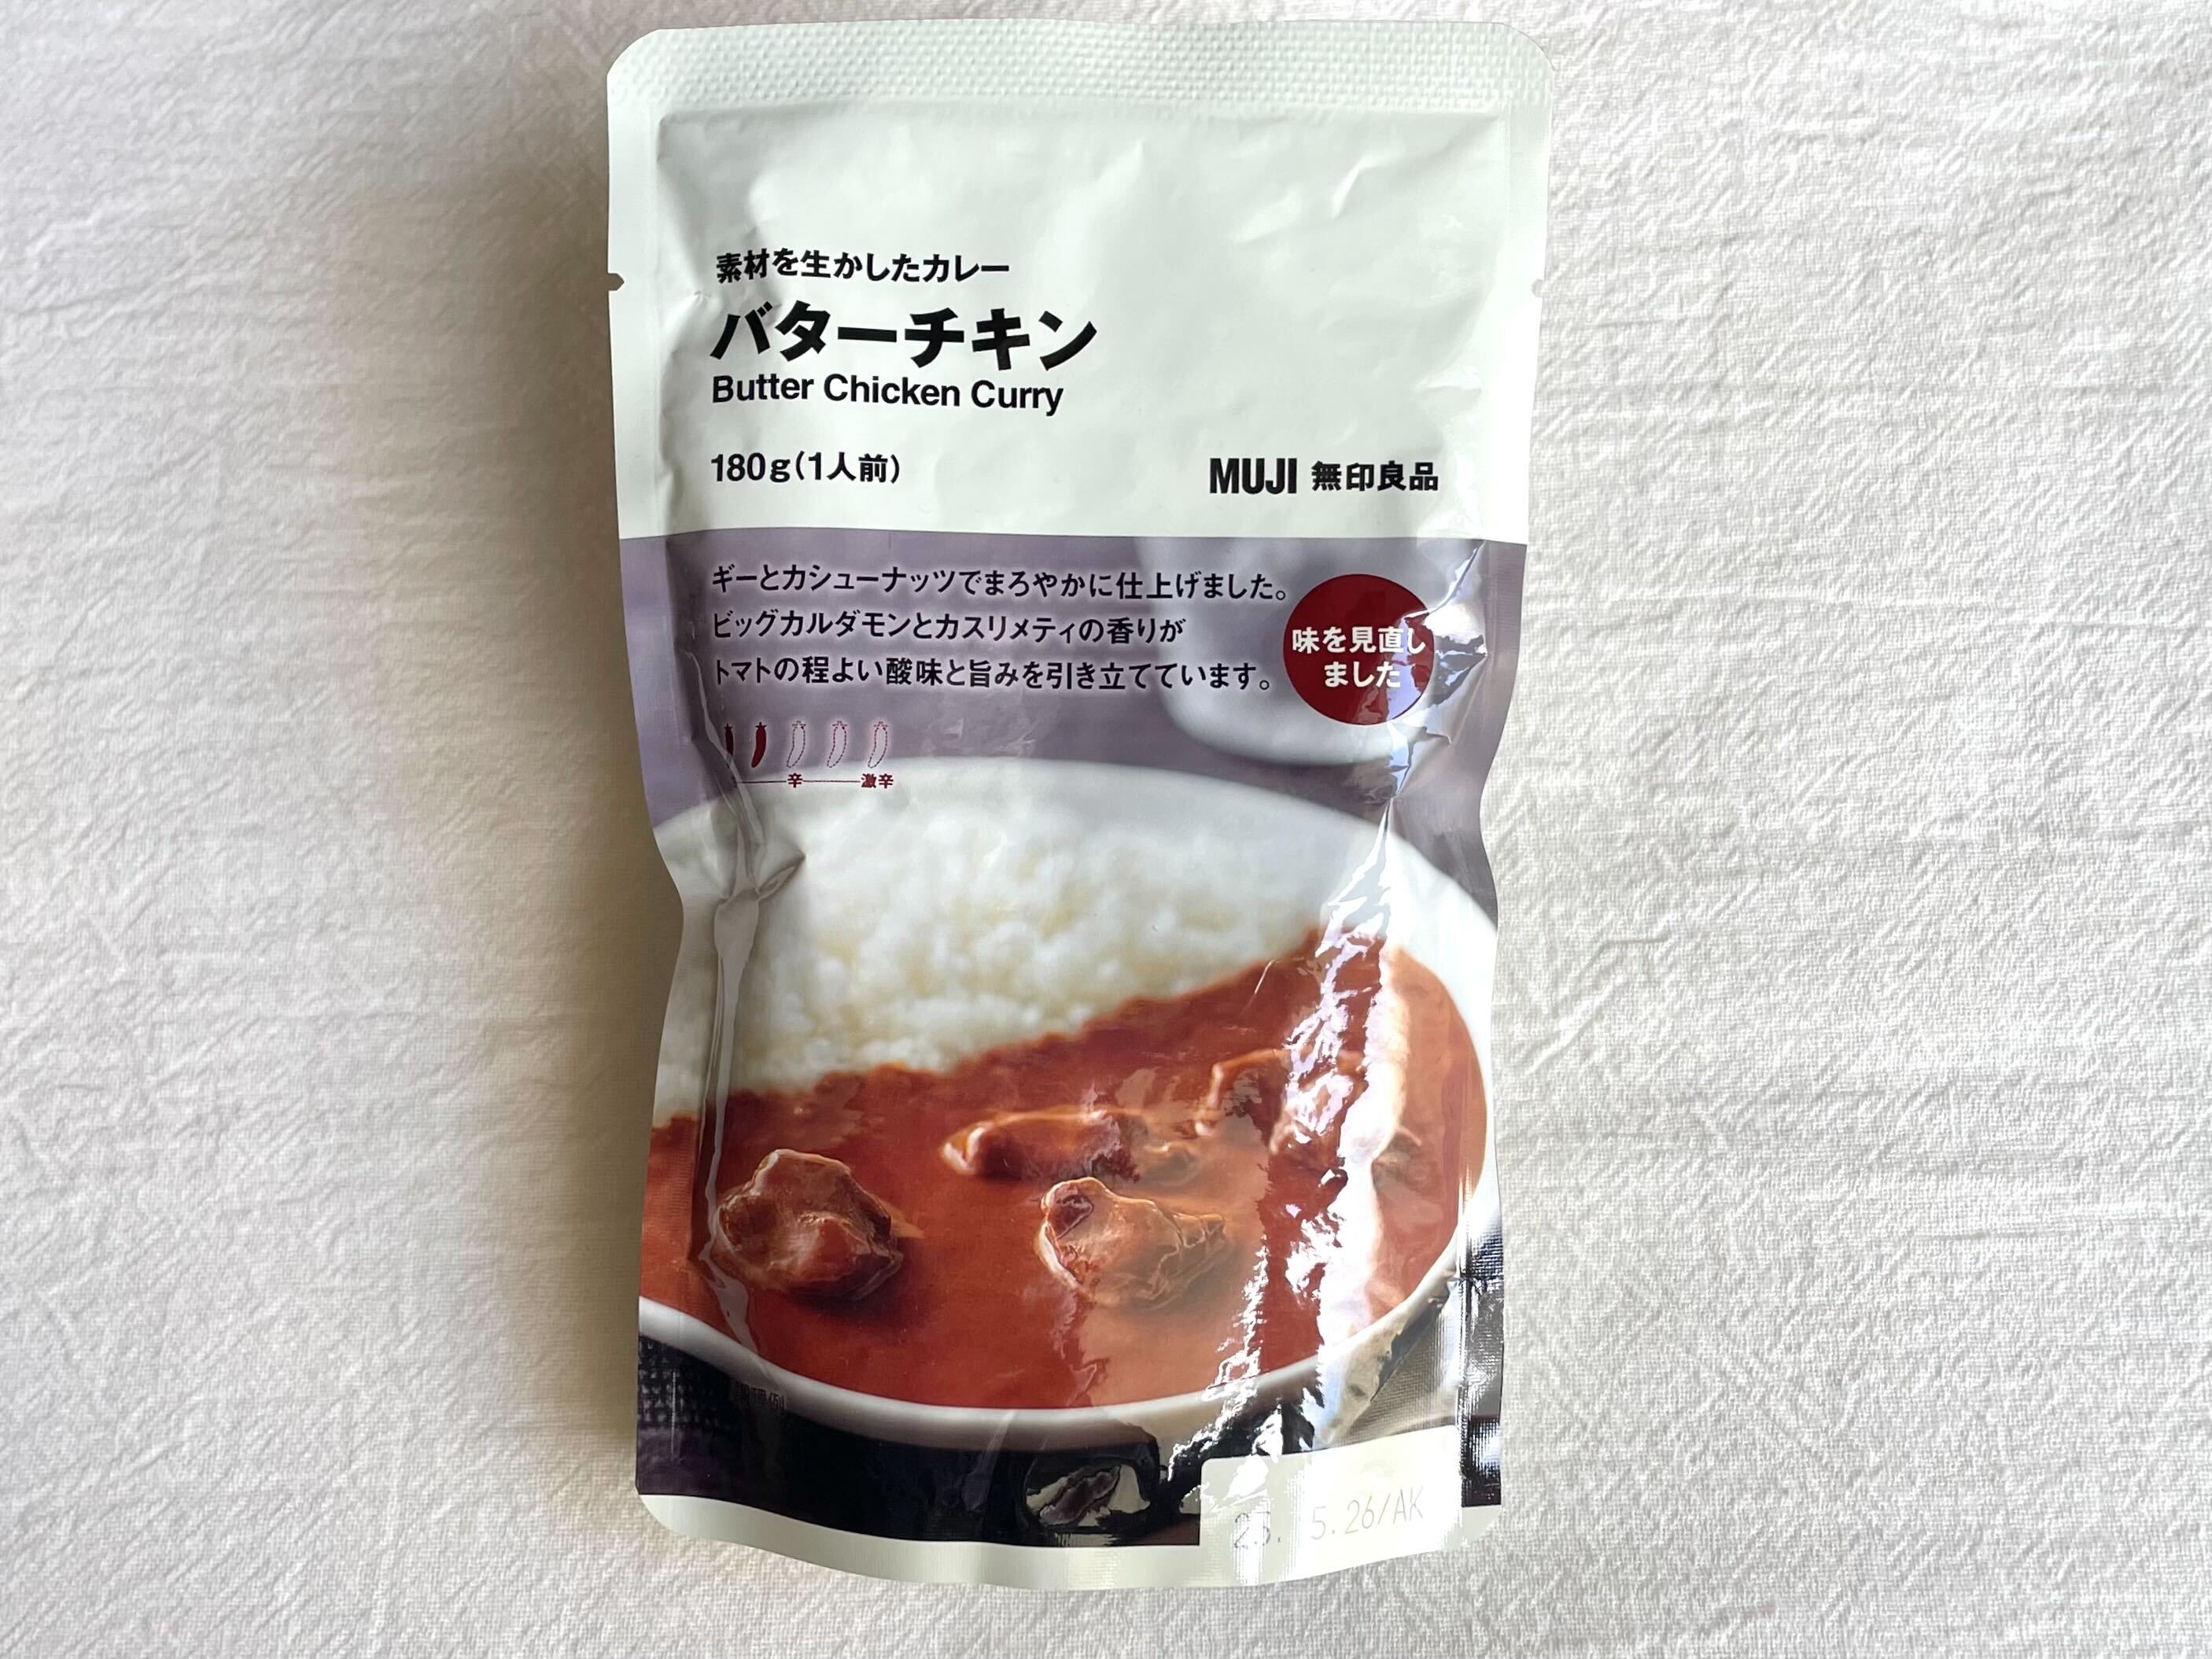 素材を生かしたカレー
バターチキン
Butter Chicken Curry
180g(1人前)
MUJI 無印良品
ギーとカシューナッツでまろやかに仕上げました。
ビッグカルダモンとカスリメティの香りが
トマトの程よい酸味と旨みを引き立てています。
味を見直し
ました
辛 激辛
5.26/AK